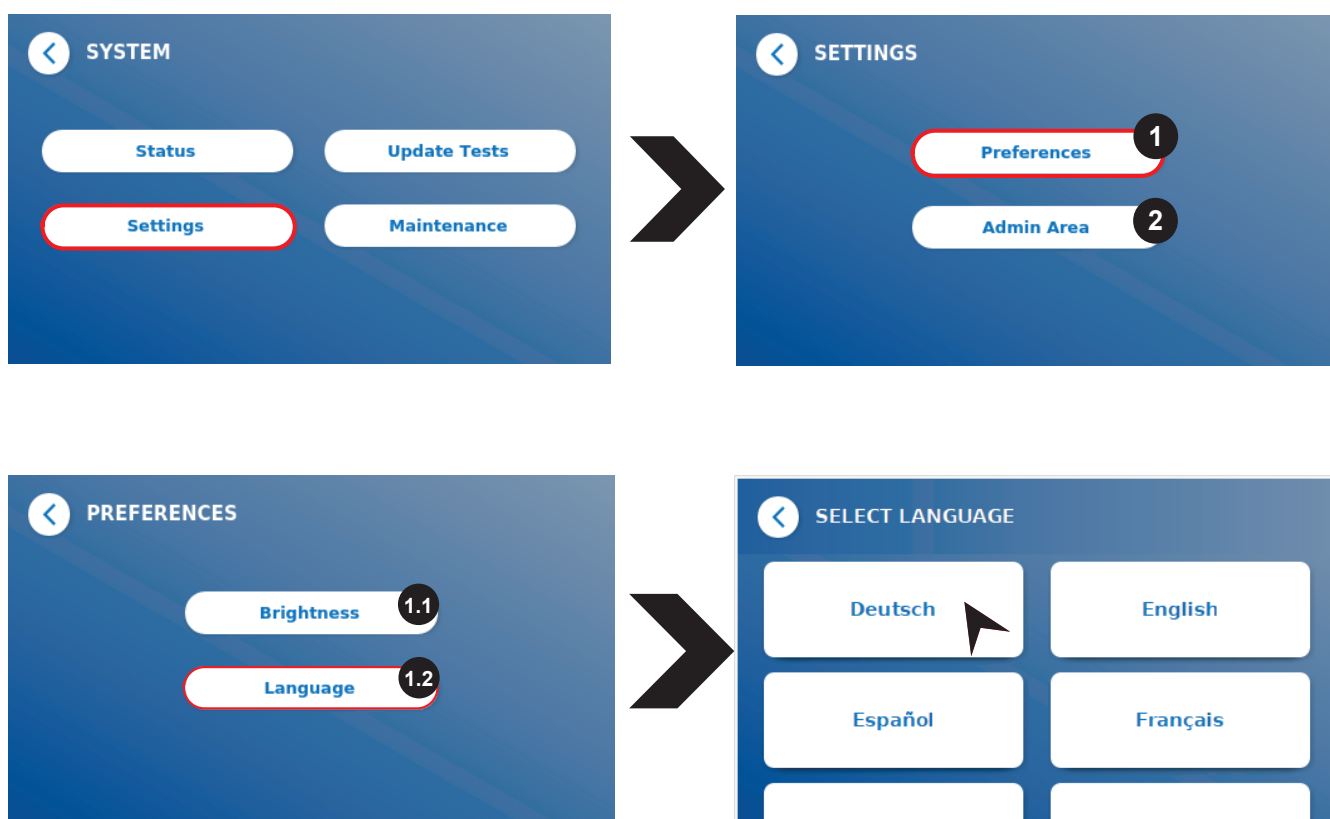 SYSTEM
Status
Update Tests
Settings
Maintenance
SETTINGS
Preferences
1
Admin Area
2
PREFERENCES
Brightness
1.1
Language
1.2
SELECT LANGUAGE
Deutsch
English
Español
Français